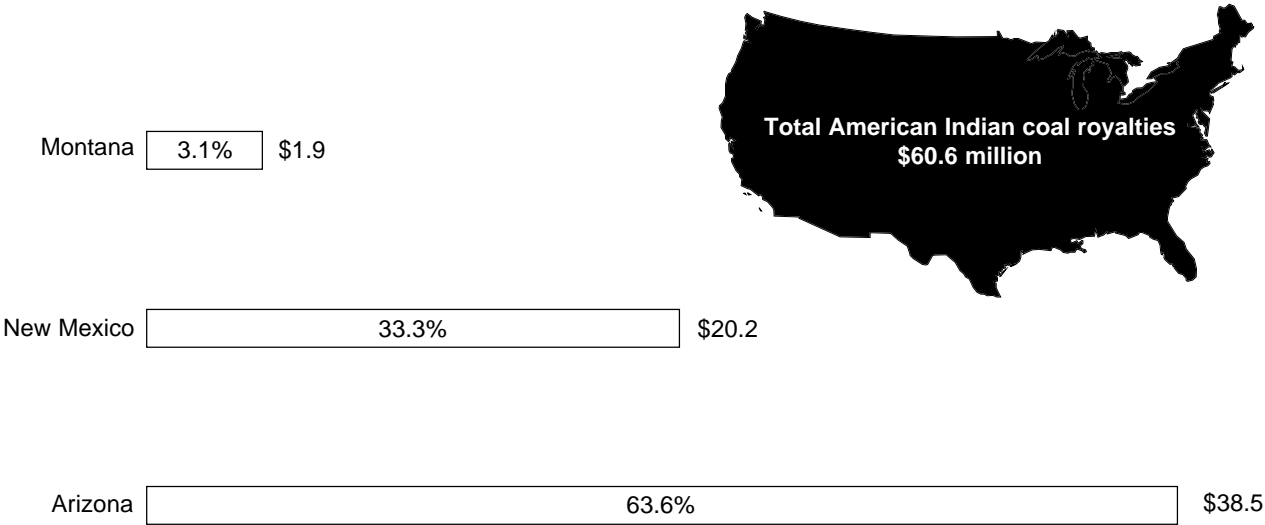 Total American Indian coal royalties
$60.6 million
Montana 3.1% $1.9
New Mexico 33.3% $20.2
Arizona 63.6% $38.5